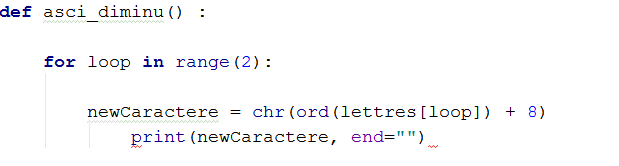 def asci_diminu() :
for loop in range(2):
newCaractere = chr(ord(lettres[loop]) + 8)
print(newCaractere, end="")